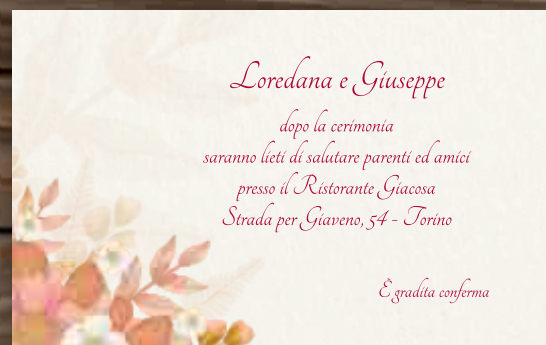 Loredana e Giuseppe
dopo la cerimonia
saranno lieti di salutare parenti ed amici
presso il Ristorante Giacosa
Strada per Giaveno, 54 - Torino
È gradita conferma